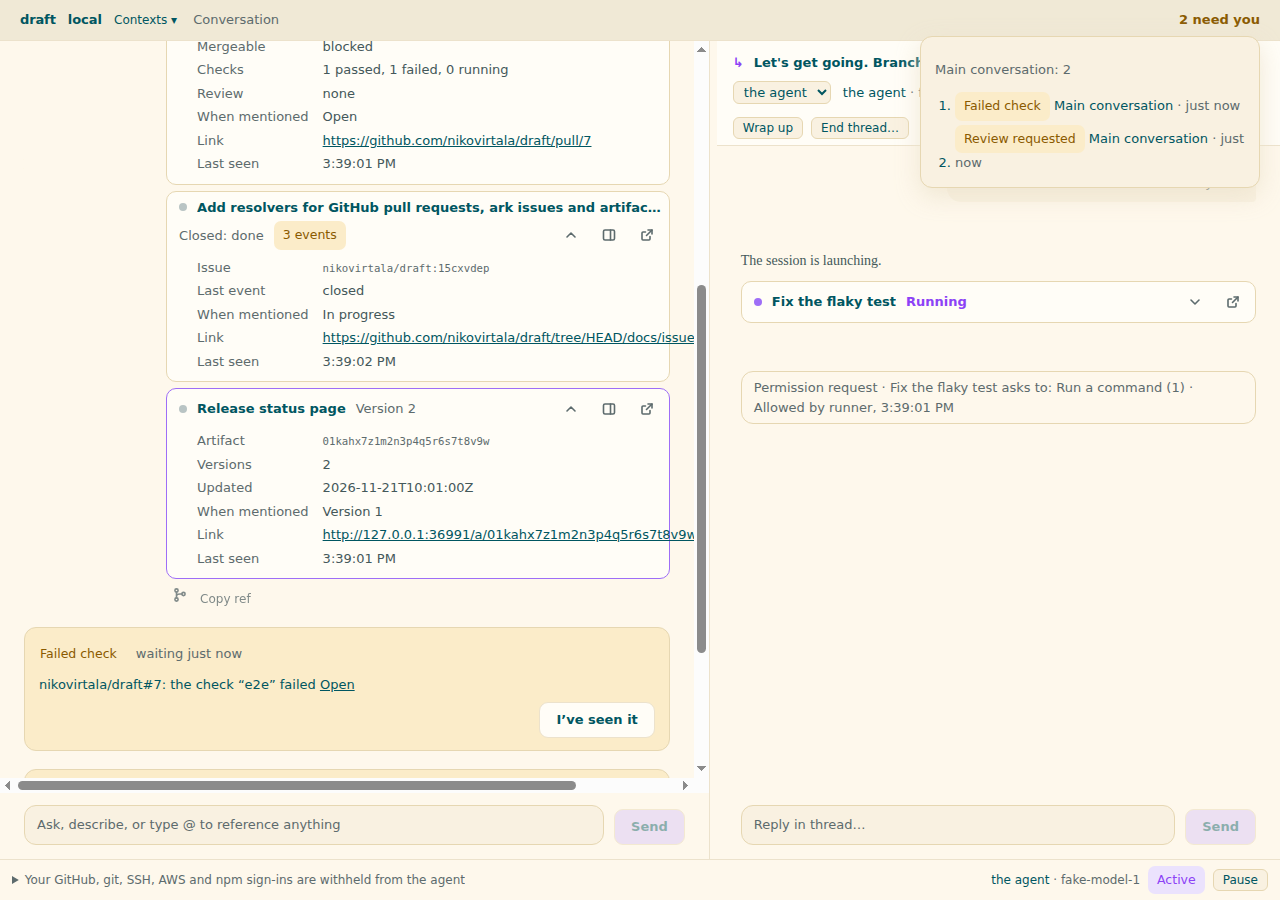 draft local Contexts ▾ Conversation
2 need you
Mergeable blocked
Checks 1 passed, 1 failed, 0 running
Review none
When mentioned Open
Link https://github.com/nikovirtala/draft/pull/7
Last seen 3:39:01 PM
Add resolvers for GitHub pull requests, ark issues and artifac…
Closed: done 3 events
Issue nikovirtala/draft:15cxvdep
Last event closed
When mentioned In progress
Link https://github.com/nikovirtala/draft/tree/HEAD/docs/issue
Last seen 3:39:02 PM
Release status page Version 2
Artifact 01kahx7z1m2n3p4q5r6s7t8v9w
Versions 2
Updated 2026-11-21T10:01:00Z
When mentioned Version 1
Link http://127.0.0.1:36991/a/01kahx7z1m2n3p4q5r6s7t8v9w
Last seen 3:39:01 PM
Copy ref
Failed check waiting just now
nikovirtala/draft#7: the check “e2e” failed Open
I’ve seen it
Ask, describe, or type @ to reference anything
Send
↳ Let's get going. Branch
the agent the agent ·
Wrap up End thread…
Main conversation: 2
1. Failed check Main conversation · just now
Review requested Main conversation · just
2. now
The session is launching.
Fix the flaky test Running
Permission request · Fix the flaky test asks to: Run a command (1) ·
Allowed by runner, 3:39:01 PM
Reply in thread…
Send
▶ Your GitHub, git, SSH, AWS and npm sign-ins are withheld from the agent
the agent · fake-model-1 Active Pause